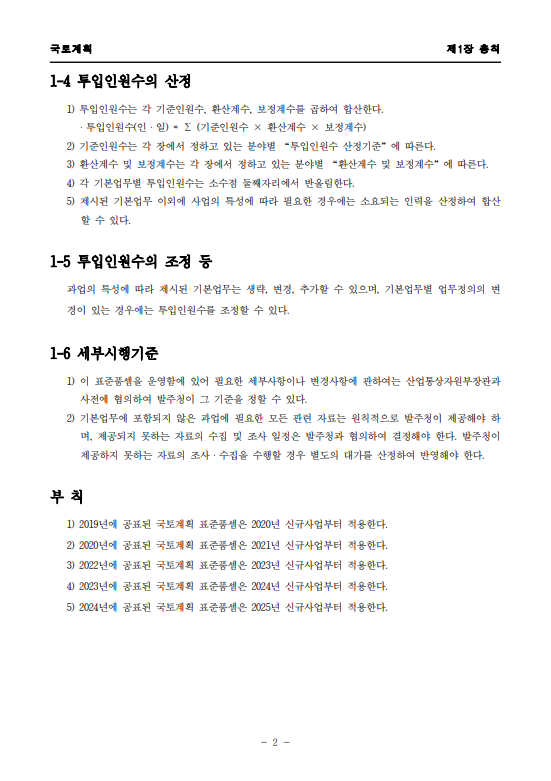 국토계획 제1장 총칙
1-4 투입인원수의 산정
1) 투입인원수는 각 기준인원수, 환산계수, 보정계수를 곱하여 합산한다.
· 투입인원수(인 · 일) = Σ (기준인원수 × 환산계수 × 보정계수)
2) 기준인원수는 각 장에서 정하고 있는 분야별 “투입인원수 산정기준”에 따른다.
3) 환산계수 및 보정계수는 각 장에서 정하고 있는 분야별 “환산계수 및 보정계수”에 따른다.
4) 각 기본업무별 투입인원수는 소수점 둘째자리에서 반올림한다.
5) 제시된 기본업무 이외에 사업의 특성에 따라 필요한 경우에는 소요되는 인력을 산정하여 합산
할 수 있다.
1-5 투입인원수의 조정 등
과업의 특성에 따라 제시된 기본업무는 생략, 변경, 추가할 수 있으며, 기본업무별 업무정의의 변
경이 있는 경우에는 투입인원수를 조정할 수 있다.
1-6 세부시행기준
1) 이 표준품셈을 운영함에 있어 필요한 세부사항이나 변경사항에 관하여는 산업통상자원부장관과
사전에 협의하여 발주청이 그 기준을 정할 수 있다.
2) 기본업무에 포함되지 않은 과업에 필요한 모든 관련 자료는 원칙적으로 발주청이 제공해야 하
며, 제공되지 못하는 자료의 수집 및 조사 일정은 발주청과 협의하여 결정해야 한다. 발주청이
제공하지 못하는 자료의 조사 · 수집을 수행할 경우 별도의 대가를 산정하여 반영해야 한다.
부 칙
1) 2019년에 공표된 국토계획 표준품셈은 2020년 신규사업부터 적용한다.
2) 2020년에 공표된 국토계획 표준품셈은 2021년 신규사업부터 적용한다.
3) 2022년에 공표된 국토계획 표준품셈은 2023년 신규사업부터 적용한다.
4) 2023년에 공표된 국토계획 표준품셈은 2024년 신규사업부터 적용한다.
5) 2024년에 공표된 국토계획 표준품셈은 2025년 신규사업부터 적용한다.
- 2 -